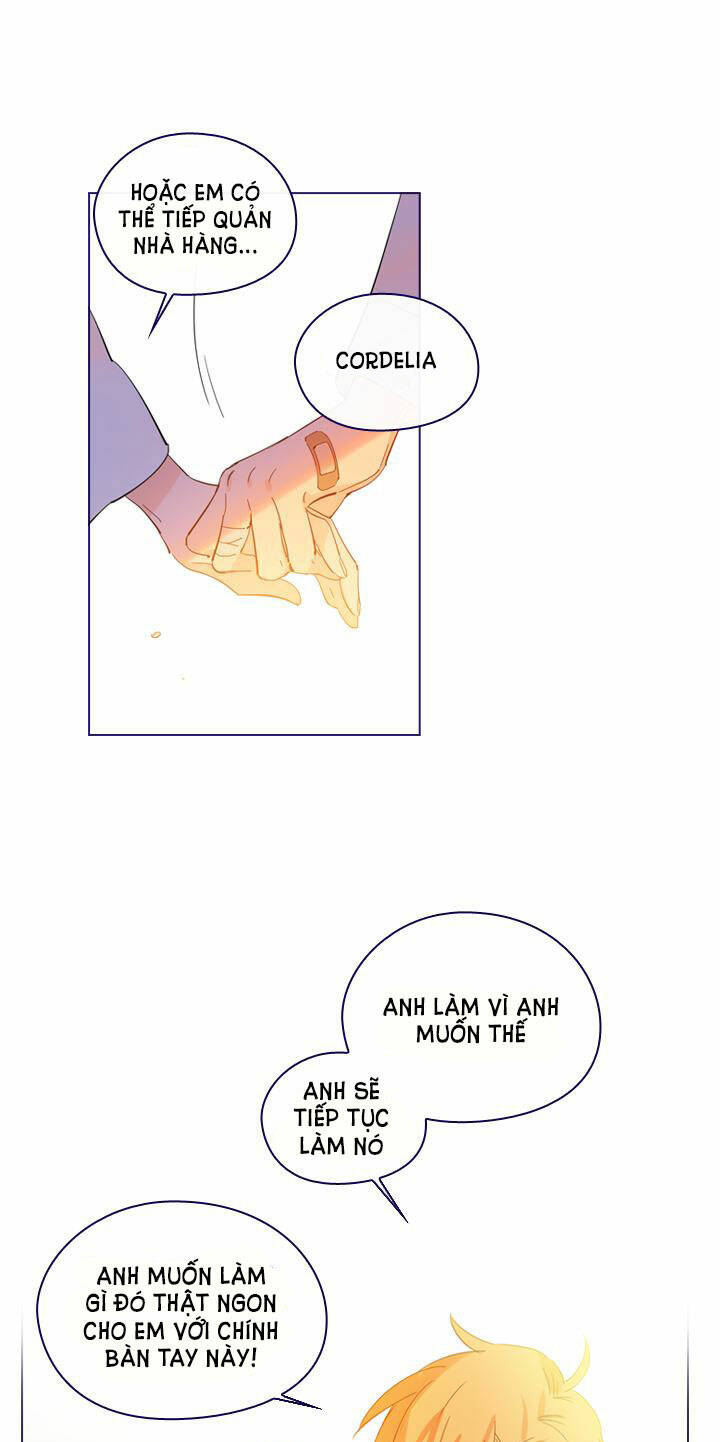 HOẶC EM CÓ
THỂ TIẾP QUẢN
NHÀ HÀNG...
CORDELIA
ANH LÀM VÌ ANH
MUỐN THẾ
ANH SẼ
TIẾP TỤC
LÀM NÓ
ANH MUỐN LÀM
GÌ ĐÓ THẬT NGON
CHO EM VỚI CHÍNH
BÀN TAY NÀY!